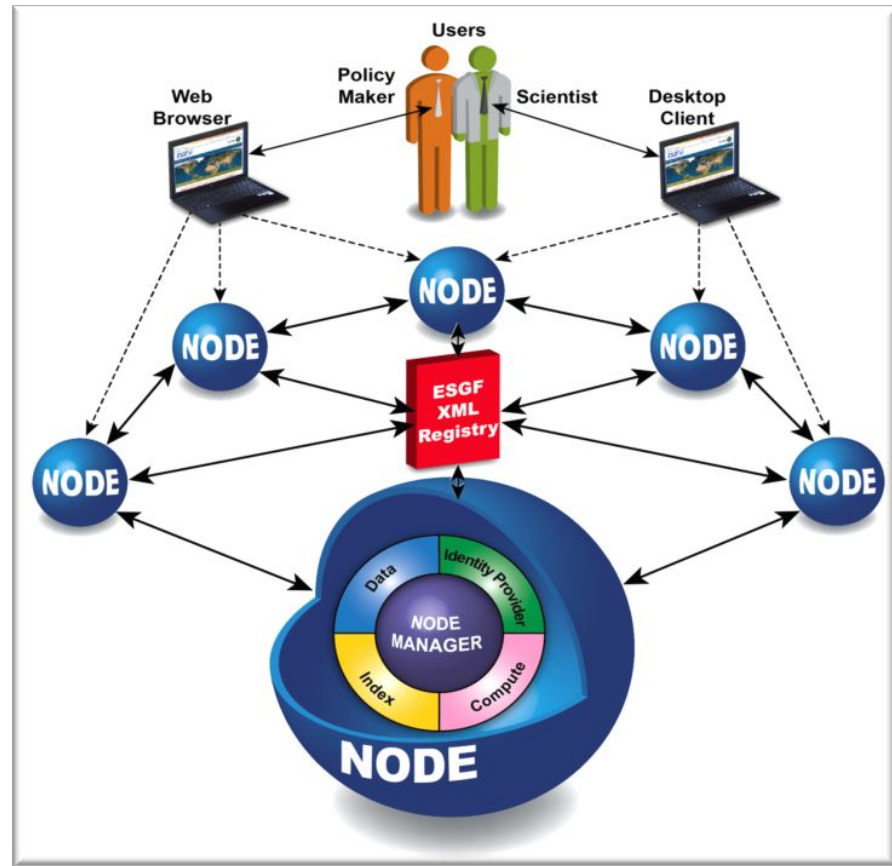 Users
Policy
Maker
Scientist
Web
Browser
Desktop
Client
NODE
NODE
NODE
ESGF
XML
Registry
NODE
NODE
Data
Identity Provider
NODE
MANAGER
Index
Compute
NODE